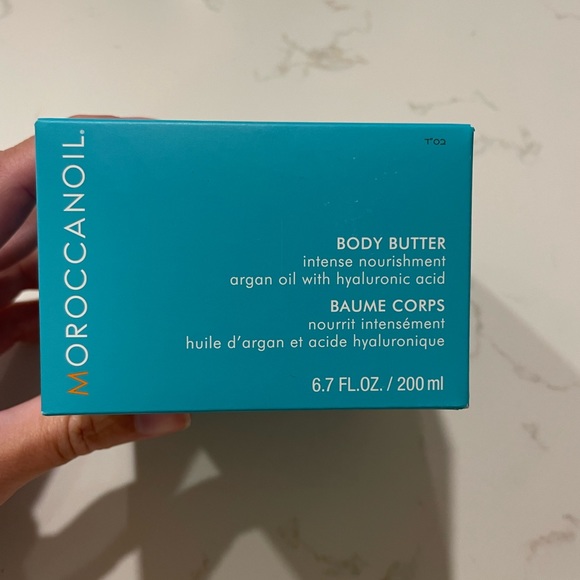 MOROCCANOIL®
BODY BUTTER
intense nourishment
argan oil with hyaluronic acid
BAUME CORPS
nourrit intensément
huile d'argan et acide hyaluronique
6.7 FL.OZ. / 200 ml